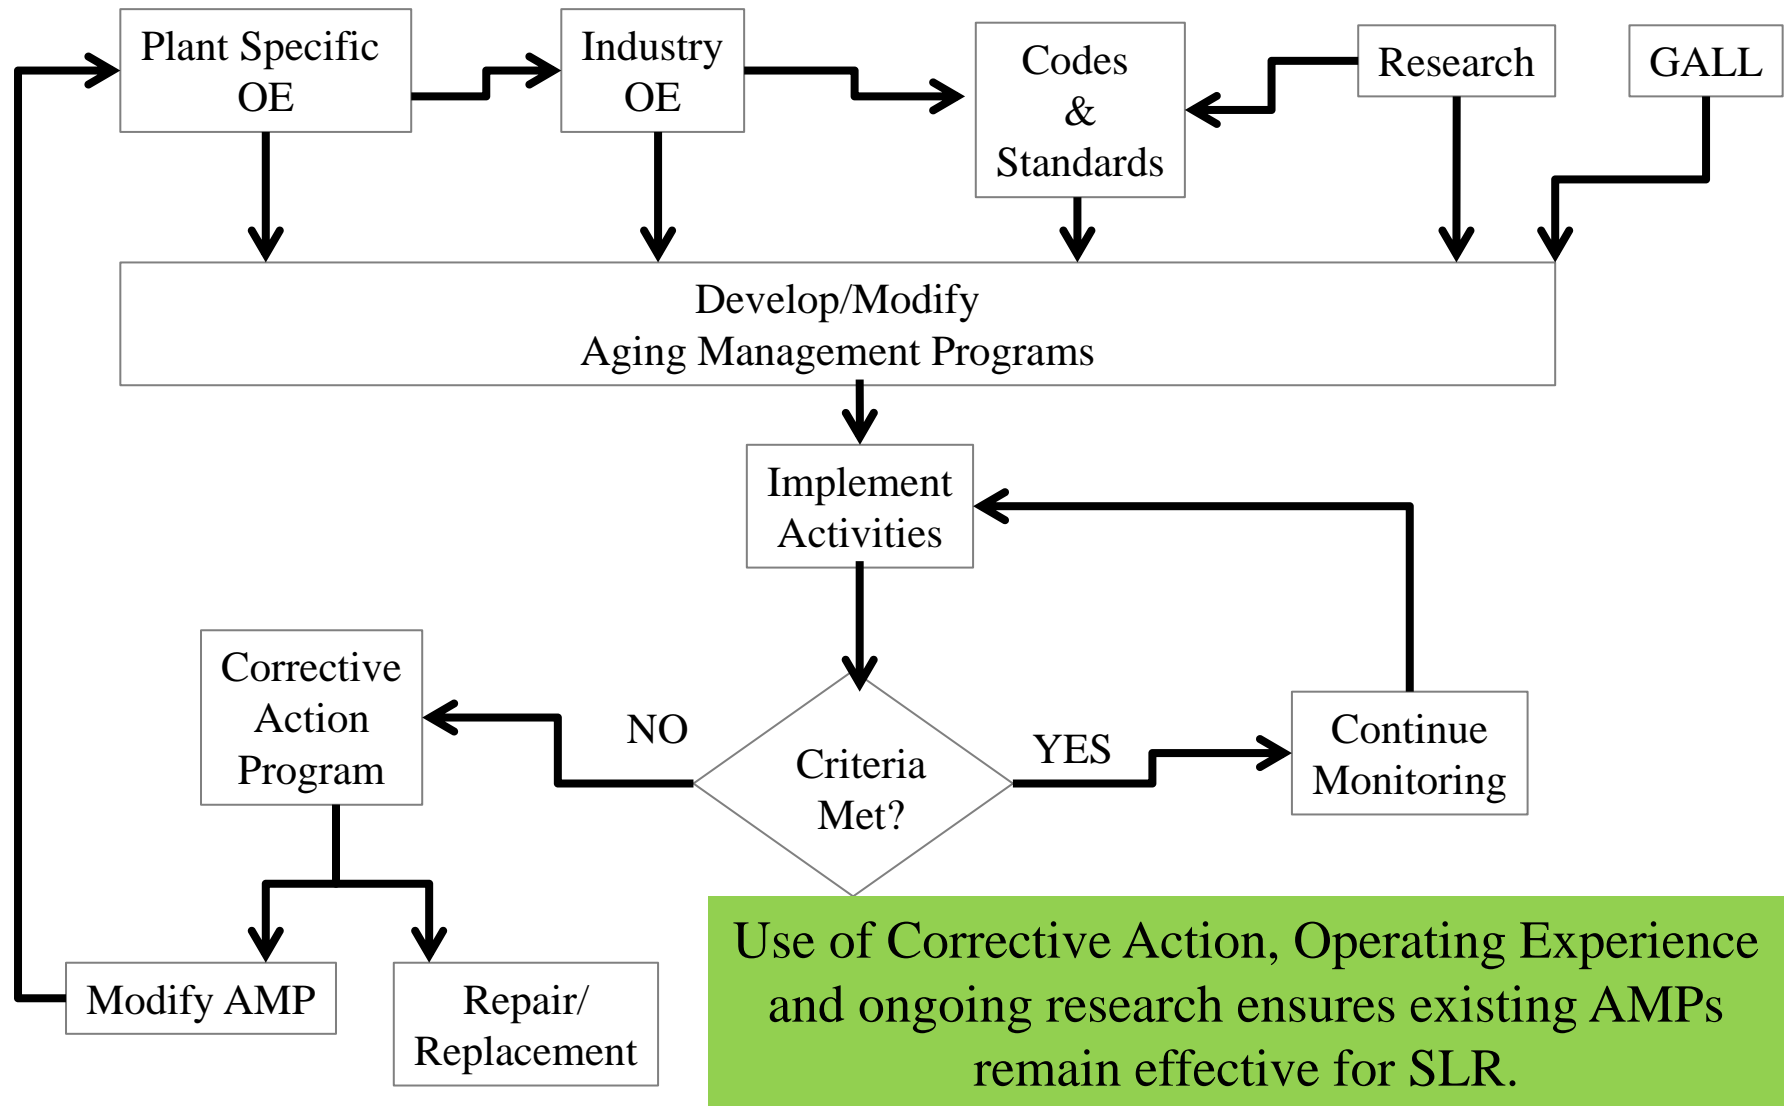 Plant Specific
OE
Industry
OE
Codes
&
Standards
Research
GALL
Develop/Modify
Aging Management Programs
Implement
Activities
Corrective
Action
Program
NO
Criteria
Met?
YES
Continue
Monitoring
Modify AMP
Repair/
Replacement
Use of Corrective Action, Operating Experience
and ongoing research ensures existing AMPs
remain effective for SLR.